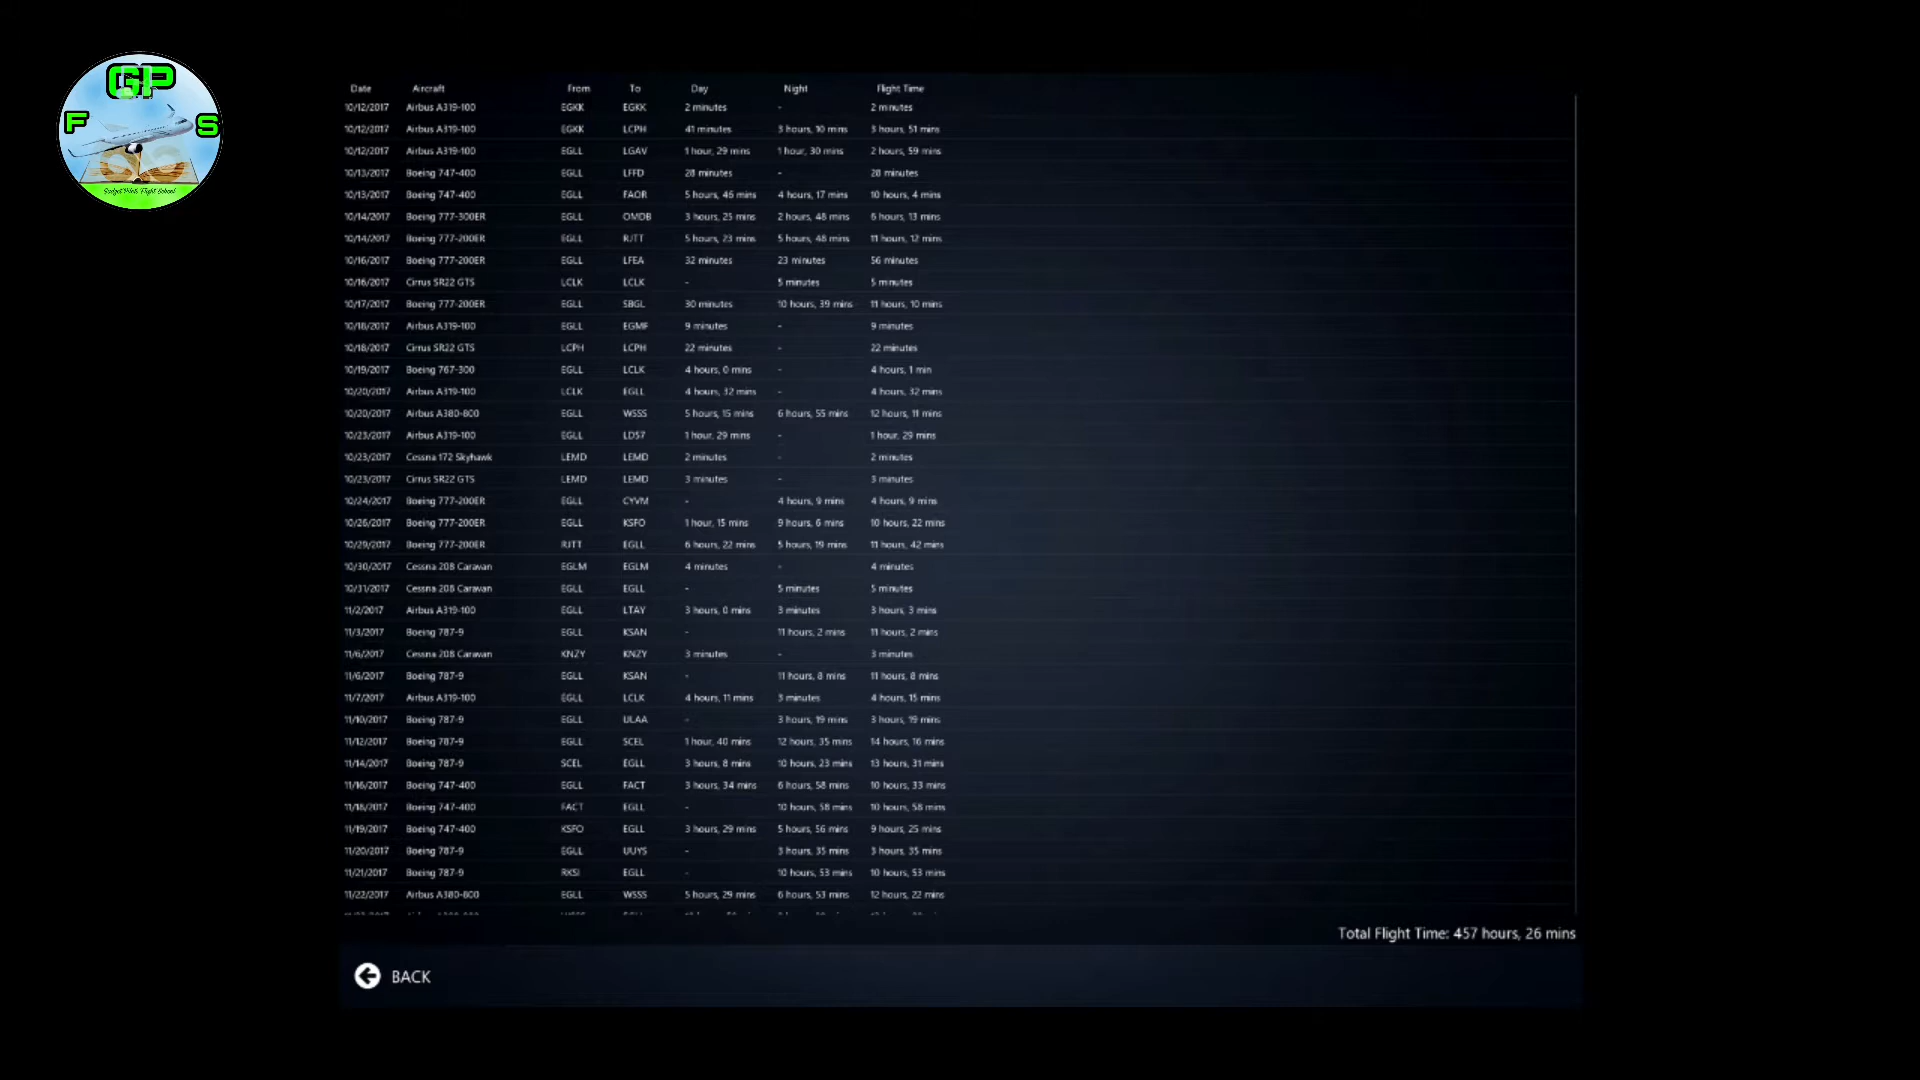 GP
F S
Gadget Pilots Flight School
Date Aircraft From To Day Night Flight Time
10/12/2017 Airbus A319-100 EGKK EGKK 2 minutes - 2 minutes
10/12/2017 Airbus A319-100 EGKK LCPH 41 minutes 3 hours, 10 mins 3 hours, 51 mins
10/12/2017 Airbus A319-100 EGLL LGAV 1 hour, 29 mins 1 hour, 30 mins 2 hours, 59 mins
10/13/2017 Boeing 747-400 EGLL LFFD 28 minutes - 28 minutes
10/13/2017 Boeing 747-400 EGLL FAOR 5 hours, 46 mins 4 hours, 17 mins 10 hours, 4 mins
10/14/2017 Boeing 777-300ER EGLL OMDB 3 hours, 25 mins 2 hours, 48 mins 6 hours, 13 mins
10/14/2017 Boeing 777-200ER EGLL RJTT 5 hours, 23 mins 5 hours, 48 mins 11 hours, 12 mins
10/16/2017 Boeing 777-200ER EGLL LFEA 32 minutes 23 minutes 56 minutes
10/16/2017 Cirrus SR22 GTS LCLK LCLK - 5 minutes 5 minutes
10/17/2017 Boeing 777-200ER EGLL SBGL 30 minutes 10 hours, 39 mins 11 hours, 10 mins
10/18/2017 Airbus A319-100 EGLL EGMF 9 minutes - 9 minutes
10/18/2017 Cirrus SR22 GTS LCPH LCPH 22 minutes - 22 minutes
10/19/2017 Boeing 767-300 EGLL LCLK 4 hours, 0 mins - 4 hours, 1 min
10/20/2017 Airbus A319-100 LCLK EGLL 4 hours, 32 mins - 4 hours, 32 mins
10/20/2017 Airbus A380-800 EGLL WSSS 5 hours, 15 mins 6 hours, 55 mins 12 hours, 11 mins
10/23/2017 Airbus A319-100 EGLL LD57 1 hour, 29 mins - 1 hour, 29 mins
10/23/2017 Cessna 172 Skyhawk LEMD LEMD 2 minutes - 2 minutes
10/23/2017 Cirrus SR22 GTS LEMD LEMD 3 minutes - 3 minutes
10/24/2017 Boeing 777-200ER EGLL CYVM - 4 hours, 9 mins 4 hours, 9 mins
10/26/2017 Boeing 777-200ER EGLL KSFO 1 hour, 15 mins 9 hours, 6 mins 10 hours, 22 mins
10/29/2017 Boeing 777-200ER RJTT EGLL 6 hours, 22 mins 5 hours, 19 mins 11 hours, 42 mins
10/30/2017 Cessna 208 Caravan EGLM EGLM 4 minutes - 4 minutes
10/31/2017 Cessna 208 Caravan EGLL EGLL - 5 minutes 5 minutes
11/2/2017 Airbus A319-100 EGLL LTAY 3 hours, 0 mins 3 minutes 3 hours, 3 mins
11/3/2017 Boeing 787-9 EGLL KSAN - 11 hours, 2 mins 11 hours, 2 mins
11/6/2017 Cessna 208 Caravan KNZY KNZY 3 minutes - 3 minutes
11/6/2017 Boeing 787-9 EGLL KSAN - 11 hours, 8 mins 11 hours, 8 mins
11/7/2017 Airbus A319-100 EGLL LCLK 4 hours, 11 mins 3 minutes 4 hours, 15 mins
11/10/2017 Boeing 787-9 EGLL ULAA - 3 hours, 19 mins 3 hours, 19 mins
11/12/2017 Boeing 787-9 EGLL SCEL 1 hour, 40 mins 12 hours, 35 mins 14 hours, 16 mins
11/14/2017 Boeing 787-9 SCEL EGLL 3 hours, 8 mins 10 hours, 23 mins 13 hours, 31 mins
11/16/2017 Boeing 747-400 EGLL FACT 3 hours, 34 mins 6 hours, 58 mins 10 hours, 33 mins
11/18/2017 Boeing 747-400 FACT EGLL - 10 hours, 58 mins 10 hours, 58 mins
11/19/2017 Boeing 747-400 KSFO EGLL 3 hours, 29 mins 5 hours, 56 mins 9 hours, 25 mins
11/20/2017 Boeing 787-9 EGLL UUYS - 3 hours, 35 mins 3 hours, 35 mins
11/21/2017 Boeing 787-9 RKSI EGLL - 10 hours, 53 mins 10 hours, 53 mins
11/22/2017 Airbus A380-800 EGLL WSSS 5 hours, 29 mins 6 hours, 53 mins 12 hours, 22 mins
Total Flight Time: 457 hours, 26 mins
BACK